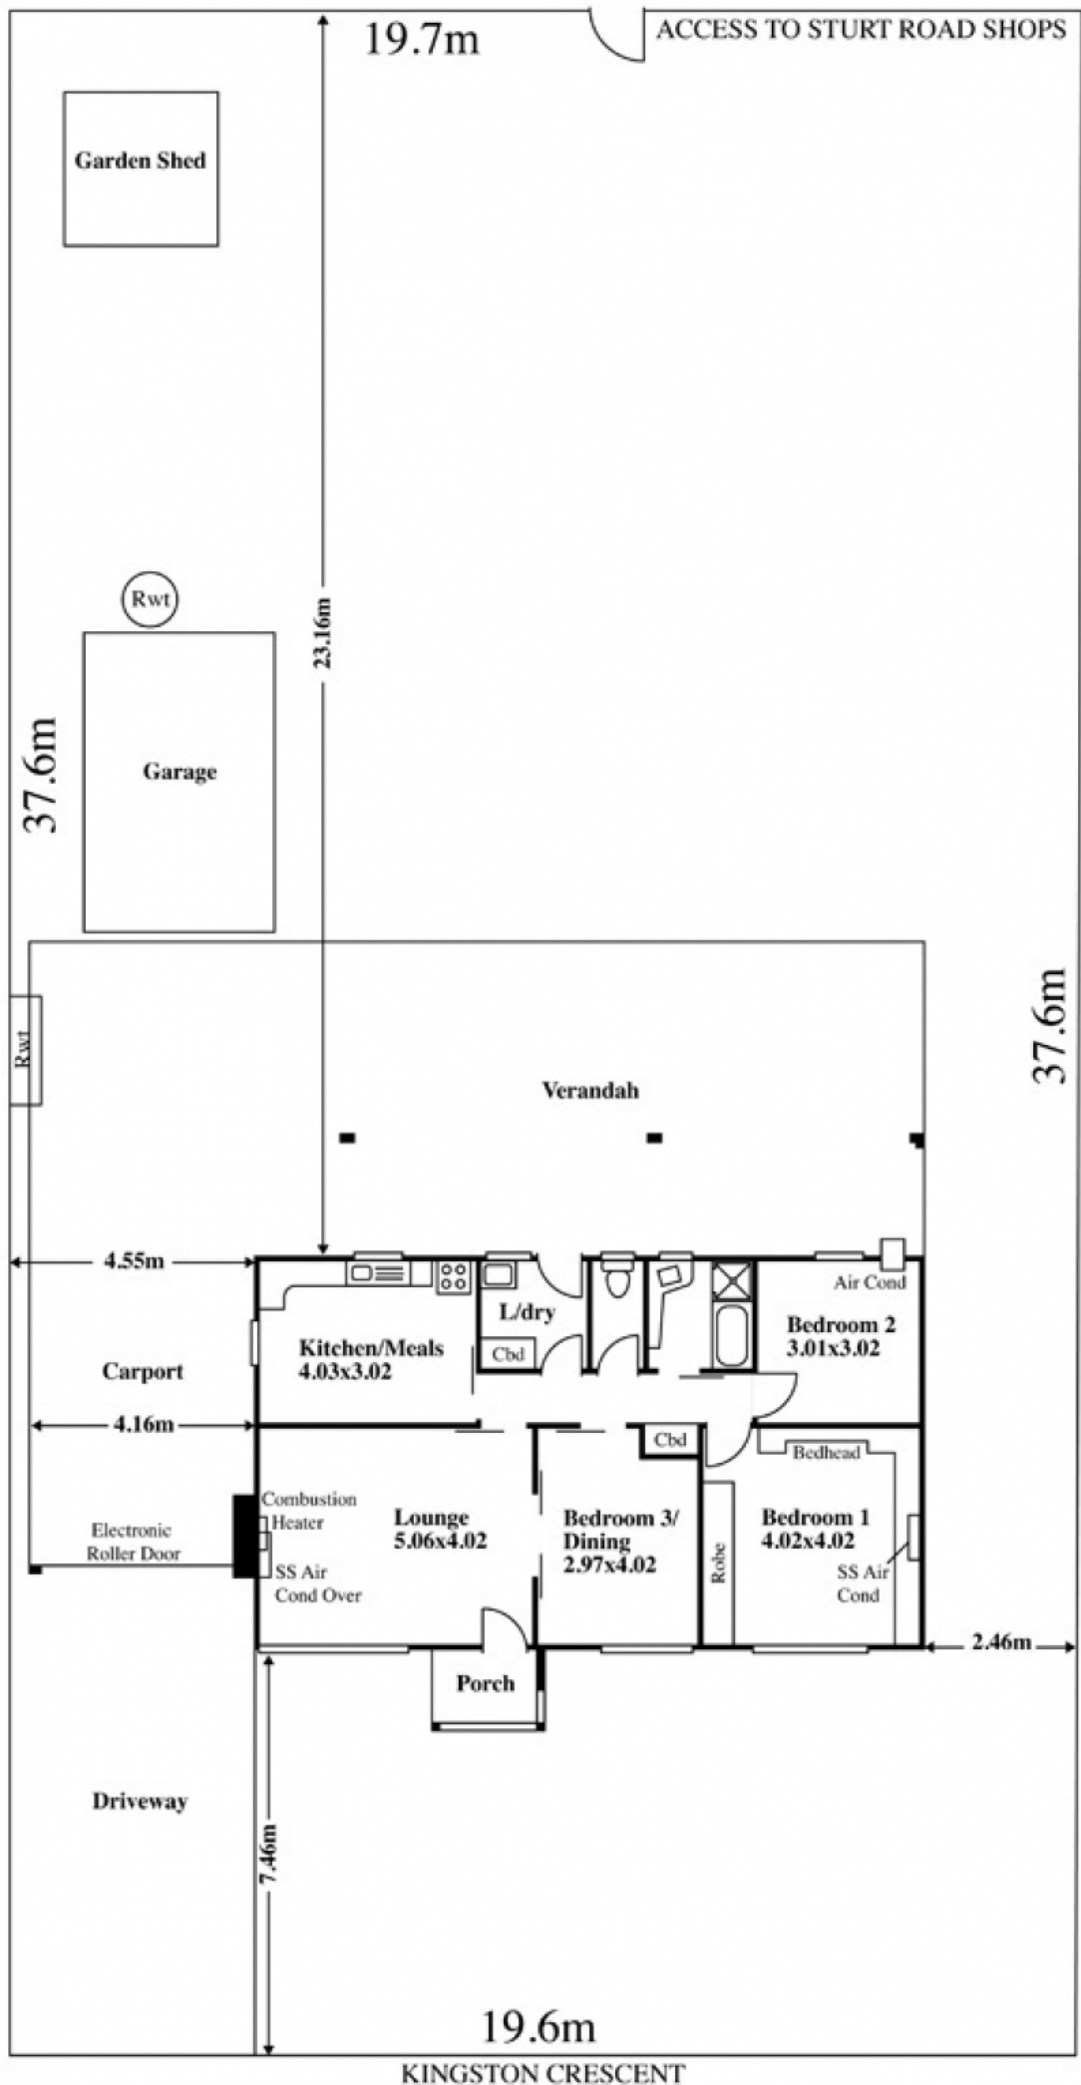 19.7m
ACCESS TO STURT ROAD SHOPS
Garden Shed
Rwt
23.16m
Garage
37.6m
37.6m
Rwt
Verandah
4.55m
Air Cond
L/dry
Bedroom 2
3.01x3.02
Kitchen/Meals
4.03x3.02
Cbd
Carport
4.16m
Cbd
Bedhead
Combustion
Heater
Lounge
5.06x4.02
Bedroom 3/
Dining
2.97x4.02
Bedroom 1
4.02x4.02
Electronic
Roller Door
Robe
SS Air
Cond Over
SS Air
Cond
2.46m
Porch
Driveway
7.46m
19.6m
KINGSTON CRESCENT